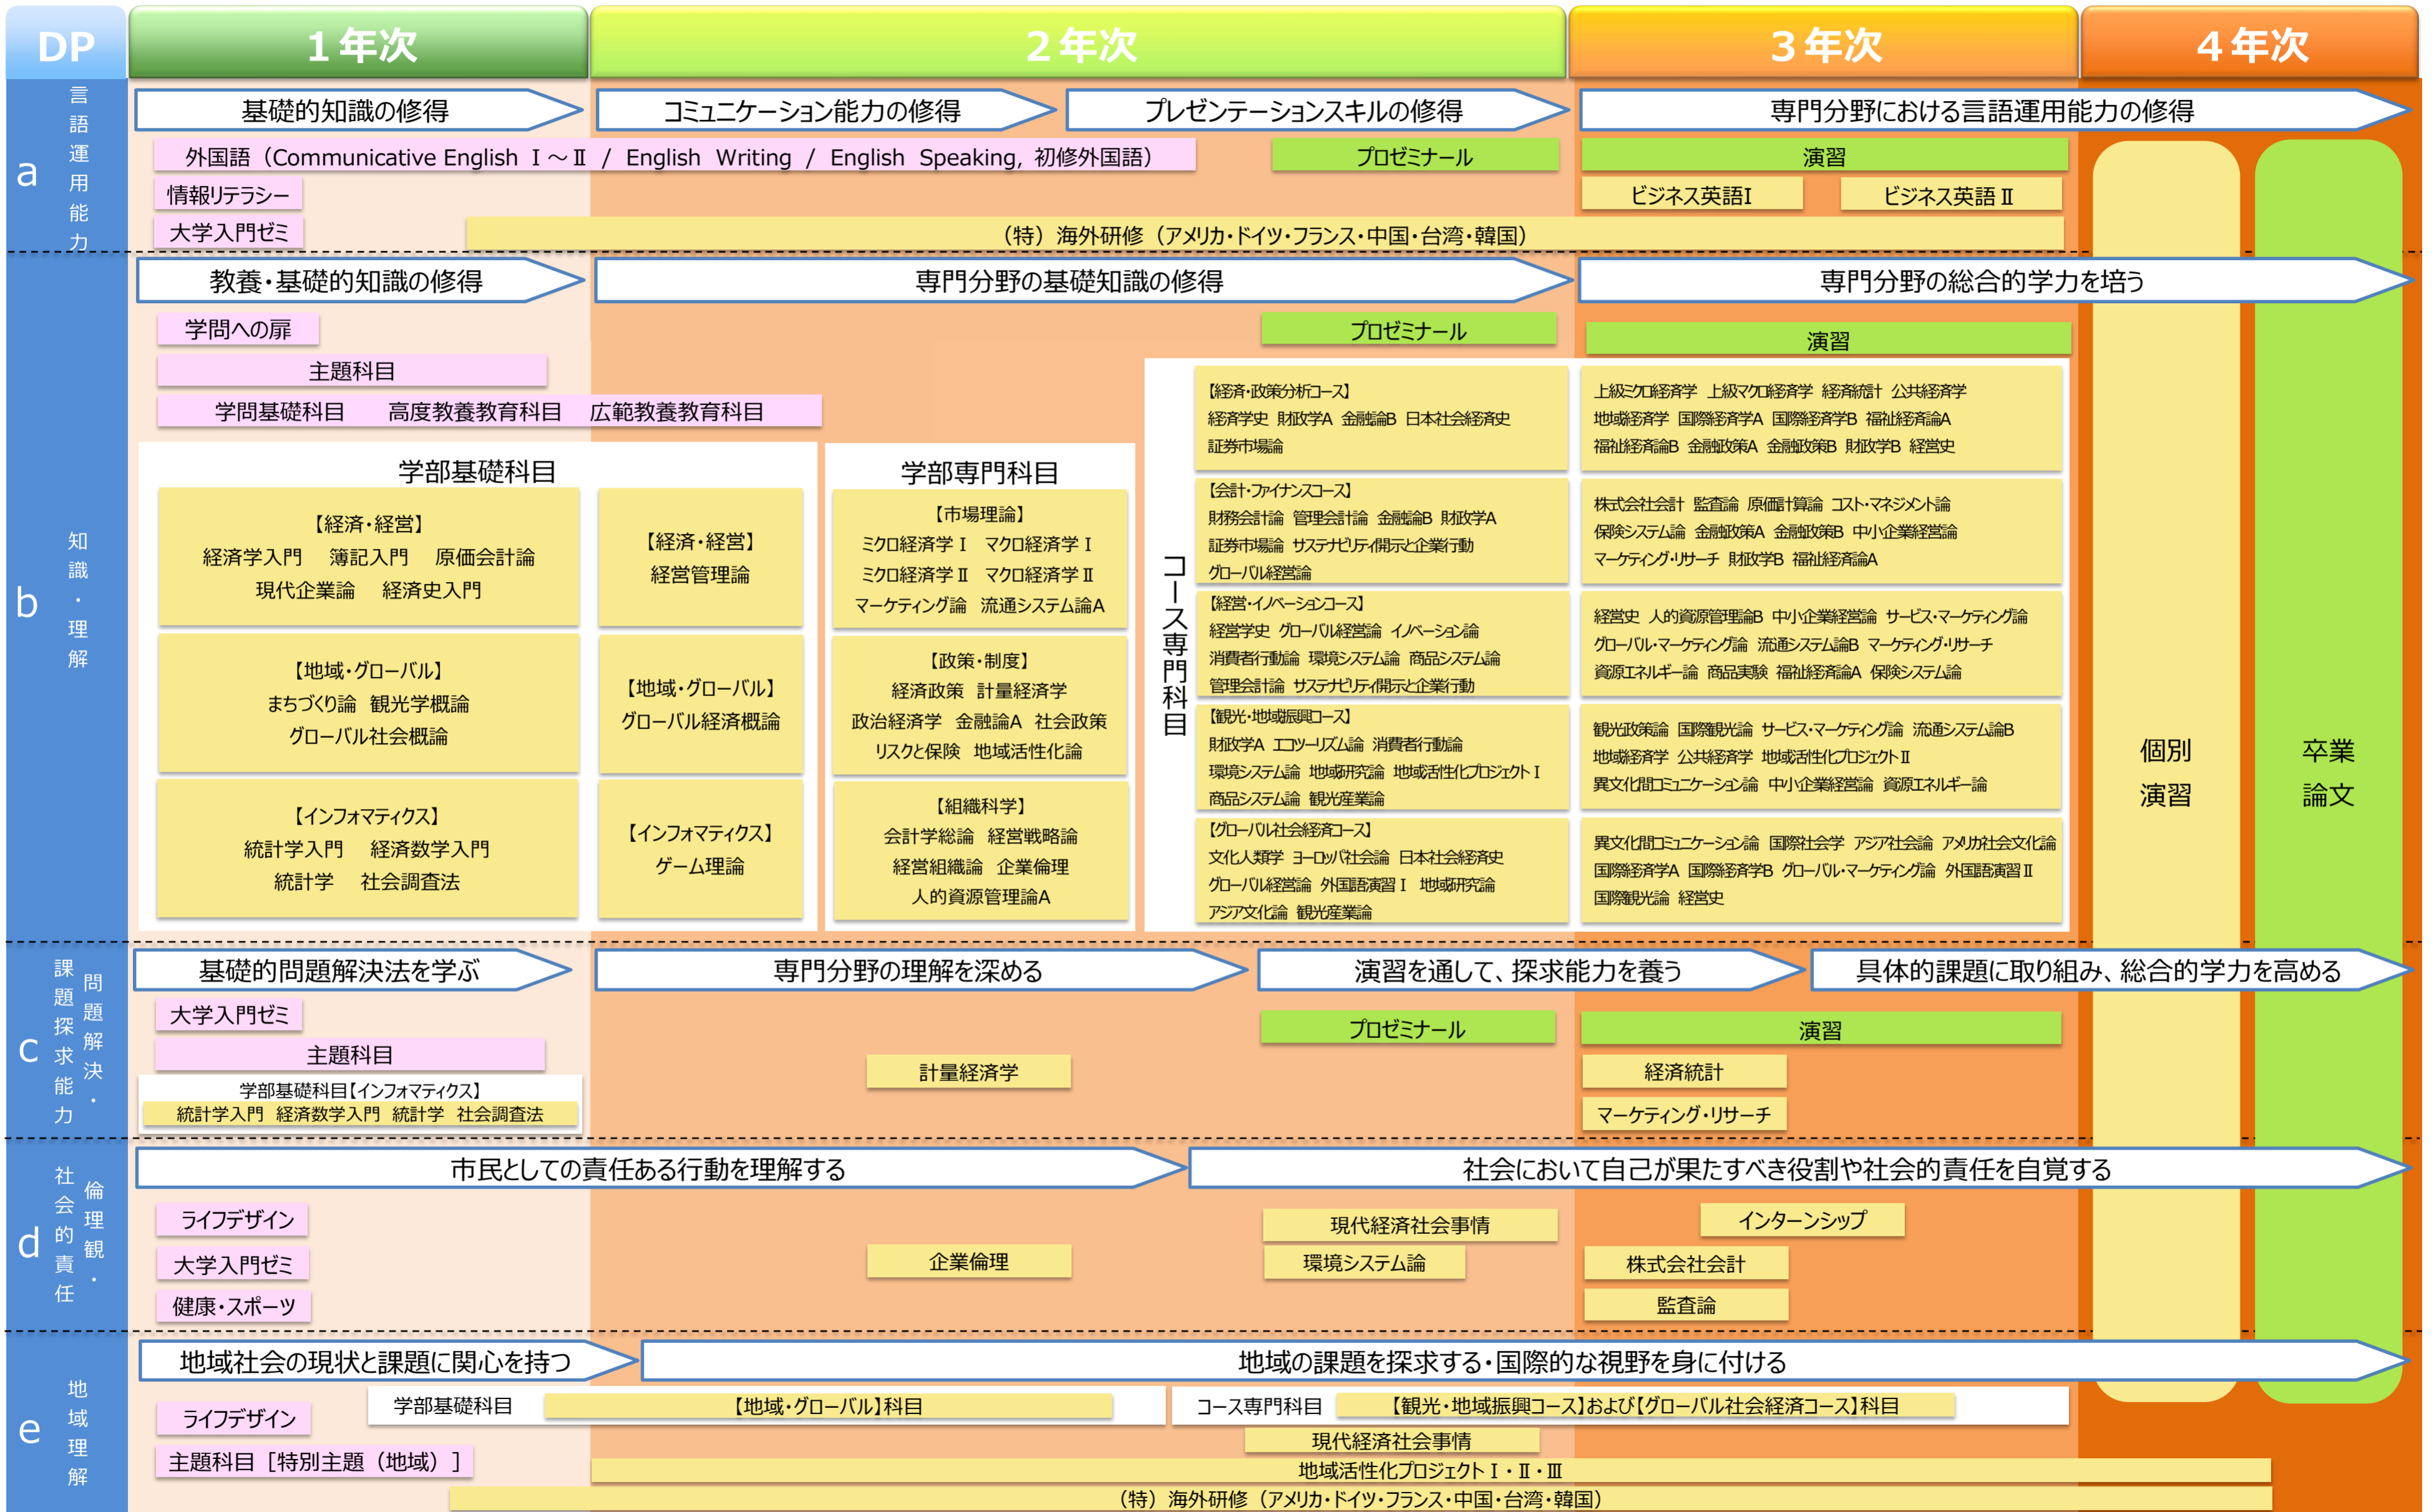 DP
１年次
２年次
３年次
４年次
a
言語運用能力
基礎的知識の修得
コミュニケーション能力の修得
プレゼンテーションスキルの修得
専門分野における言語運用能力の修得
外国語（Communicative English Ⅰ～Ⅱ / English Writing / English Speaking, 初修外国語）
プロゼミナール
演習
情報リテラシー
ビジネス英語Ⅰ
ビジネス英語Ⅱ
大学入門ゼミ
（特）海外研修（アメリカ・ドイツ・フランス・中国・台湾・韓国）
b
知識・理解
教養・基礎的知識の修得
専門分野の基礎知識の修得
専門分野の総合的学力を培う
学問への扉
プロゼミナール
演習
主題科目
学問基礎科目 高度教養教育科目 広範教養教育科目
学部基礎科目
【経済・経営】
経済学入門 簿記入門 原価会計論
現代企業論 経済史入門
【経済・経営】
経営管理論
【地域・グローバル】
まちづくり論 観光学概論
グローバル社会概論
【地域・グローバル】
グローバル経済概論
【インフォマティクス】
統計学入門 経済数学入門
統計学 社会調査法
【インフォマティクス】
ゲーム理論
学部専門科目
【市場理論】
ミクロ経済学Ⅰ マクロ経済学Ⅰ
ミクロ経済学Ⅱ マクロ経済学Ⅱ
マーケティング論 流通システム論A
【政策・制度】
経済政策 計量経済学
政治経済学 金融論A 社会政策
リスクと保険 地域活性化論
【組織科学】
会計学総論 経営戦略論
経営組織論 企業倫理
人的資源管理論A
コース専門科目
【経済・政策分析コース】
経済学史 財政学A 金融論B 日本社会経済史
証券市場論
上級ミクロ経済学 上級マクロ経済学 経済統計 公共経済学
地域経済学 国際経済学A 国際経済学B 福祉経済論A
福祉経済論B 金融政策A 金融政策B 財政学B 経営史
【会計・ファイナンスコース】
財務会計論 管理会計論 金融論B 財政学A
証券市場論 サステナビリティ開示と企業行動
グローバル経営論
株式会社会計 監査論 原価計算論 コスト・マネジメント論
保険システム論 金融政策A 金融政策B 中小企業経営論
マーケティング・リサーチ 財政学B 福祉経済論A
【経営・イノベーションコース】
経営学史 グローバル経営論 イノベーション論
消費者行動論 環境システム論 商品システム論
管理会計論 サステナビリティ開示と企業行動
経営史 人的資源管理論B 中小企業経営論 サービス・マーケティング論
グローバル・マーケティング論 流通システム論B マーケティング・リサーチ
資源エネルギー論 商品実験 福祉経済論A 保険システム論
【観光・地域振興コース】
財政学A エコツーリズム論 消費者行動論
環境システム論 地域研究論 地域活性化プロジェクトⅠ
商品システム論 観光産業論
観光政策論 国際観光論 サービス・マーケティング論 流通システム論B
地域経済学 公共経済学 地域活性化プロジェクトⅡ
異文化間コミュニケーション論 中小企業経営論 資源エネルギー論
【グローバル社会経済コース】
文化人類学 ヨーロッパ社会論 日本社会経済史
グローバル経営論 外国語演習Ⅰ 地域研究論
アジア文化論 観光産業論
異文化間コミュニケーション論 国際社会学 アジア社会論 アメリカ社会文化論
国際経済学A 国際経済学B グローバル・マーケティング論 外国語演習Ⅱ
国際観光論 経営史
個別
演習
卒業
論文
c
問題解決・
課題探求能力
基礎的問題解決法を学ぶ
専門分野の理解を深める
演習を通して、探求能力を養う
具体的課題に取り組み、総合的学力を高める
大学入門ゼミ
プロゼミナール
演習
主題科目
計量経済学
経済統計
学部基礎科目【インフォマティクス】
統計学入門 経済数学入門 統計学 社会調査法
マーケティング・リサーチ
d
倫理観・
社会的責任
市民としての責任ある行動を理解する
社会において自己が果たすべき役割や社会的責任を自覚する
ライフデザイン
現代経済社会事情
インターンシップ
大学入門ゼミ
企業倫理
環境システム論
株式会社会計
健康・スポーツ
監査論
e
地域理解
地域社会の現状と課題に関心を持つ
地域の課題を探求する・国際的な視野を身に付ける
ライフデザイン
学部基礎科目
【地域・グローバル】科目
コース専門科目
【観光・地域振興コース】および【グローバル社会経済コース】科目
現代経済社会事情
主題科目［特別主題（地域）］
地域活性化プロジェクトⅠ・Ⅱ・Ⅲ
（特）海外研修（アメリカ・ドイツ・フランス・中国・台湾・韓国）